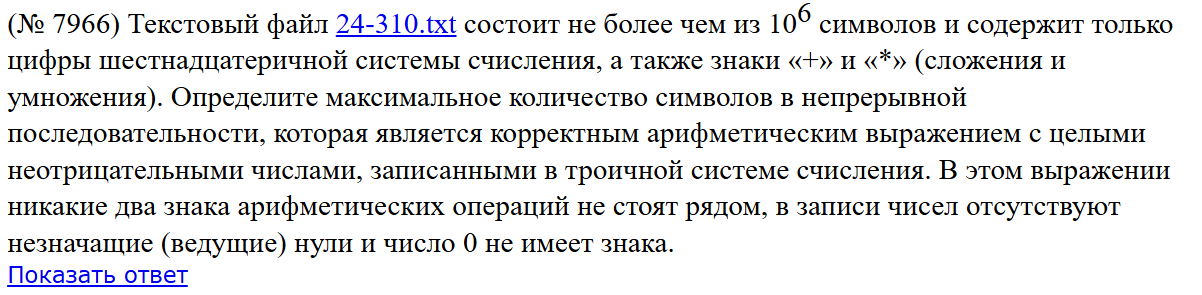 (№ 7966) Текстовый файл 24-310.txt состоит не более чем из 10⁶ символов и содержит только
цифры шестнадцатеричной системы счисления, а также знаки «+» и «*» (сложения и
умножения). Определите максимальное количество символов в непрерывной
последовательности, которая является корректным арифметическим выражением с целыми
неотрицательными числами, записанными в троичной системе счисления. В этом выражении
никакие два знака арифметических операций не стоят рядом, в записи чисел отсутствуют
незначащие (ведущие) нули и число 0 не имеет знака.
Показать ответ